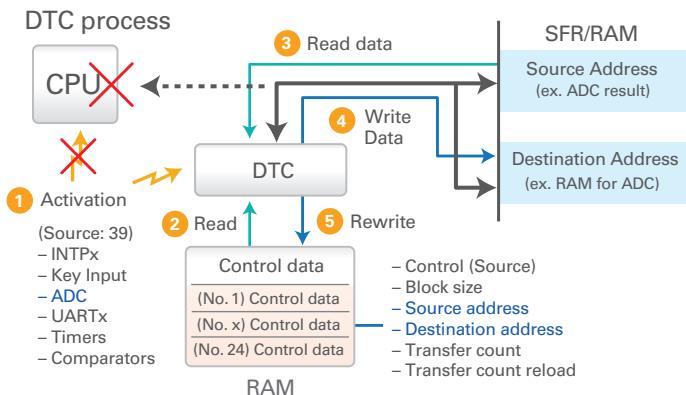 DTC process
CPU
3 Read data
SFR/RAM
Source Address
(ex. ADC result)
4 Write
Data
Destination Address
(ex. RAM for ADC)
DTC
1 Activation
(Source: 39)
– INTPx
– Key Input
– ADC
– UARTx
– Timers
– Comparators
2 Read
5 Rewrite
Control data
(No. 1) Control data
(No. x) Control data
(No. 24) Control data
RAM
– Control (Source)
– Block size
– Source address
– Destination address
– Transfer count
– Transfer count reload